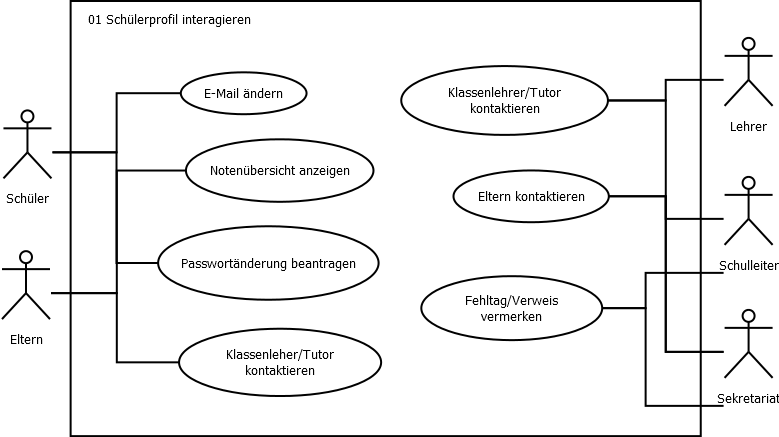 01 Schülerprofil interagieren
E-Mail ändern
Notenübersicht anzeigen
Passwortänderung beantragen
Klassenleher/Tutor
kontaktieren
Klassenlehrer/Tutor
kontaktieren
Eltern kontaktieren
Fehltag/Verweis
vermerken
Schüler
Eltern
Lehrer
Schulleiter
Sekretariat